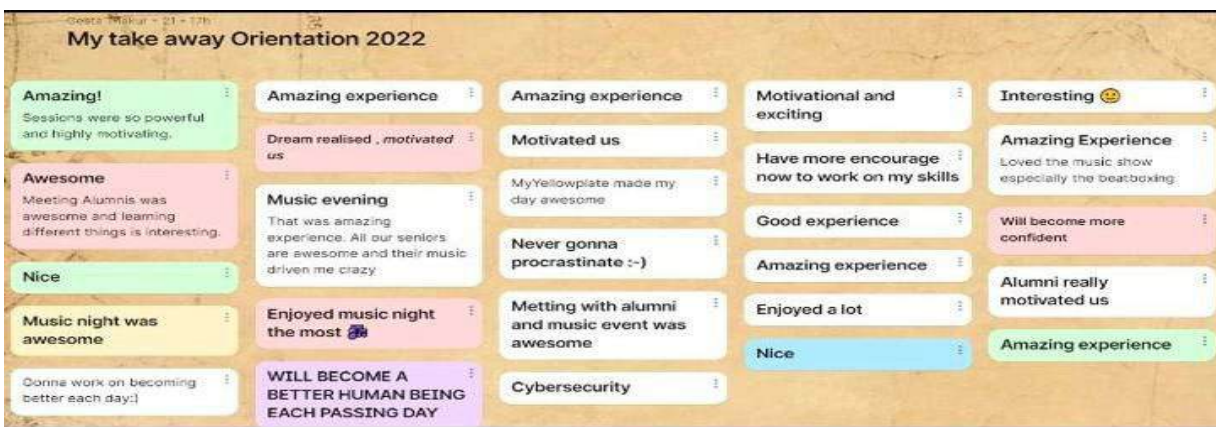 My take away Orientation 2022
Amazing!
Sessions were so powerful
and highly motivating.
Awesome
Meeting Alumnis was
awesome and learning
different things is interesting.
Nice
Music night was
awesome
Gonna work on becoming
better each day:)
Amazing experience
Dream realised , motivated
us
Music evening
That was amazing
experience. All our seniors
are awesome and their music
driven me crazy
Enjoyed music night
the most
WILL BECOME A
BETTER HUMAN BEING
EACH PASSING DAY
Amazing experience
Motivated us
MyYellowplate made my
day awesome
Never gonna
procrastinate :~)
Metting with alumni
and music event was
awesome
Cybersecurity
Motivational and
exciting
Have more encourage
now to work on my skills
Good experience
Amazing experience
Enjoyed a lot
Nice
Interesting 🙂
Amazing Experience
Loved the music show
especially the beatboxing
Will become more
confident
Alumni really
motivated us
Amazing experience